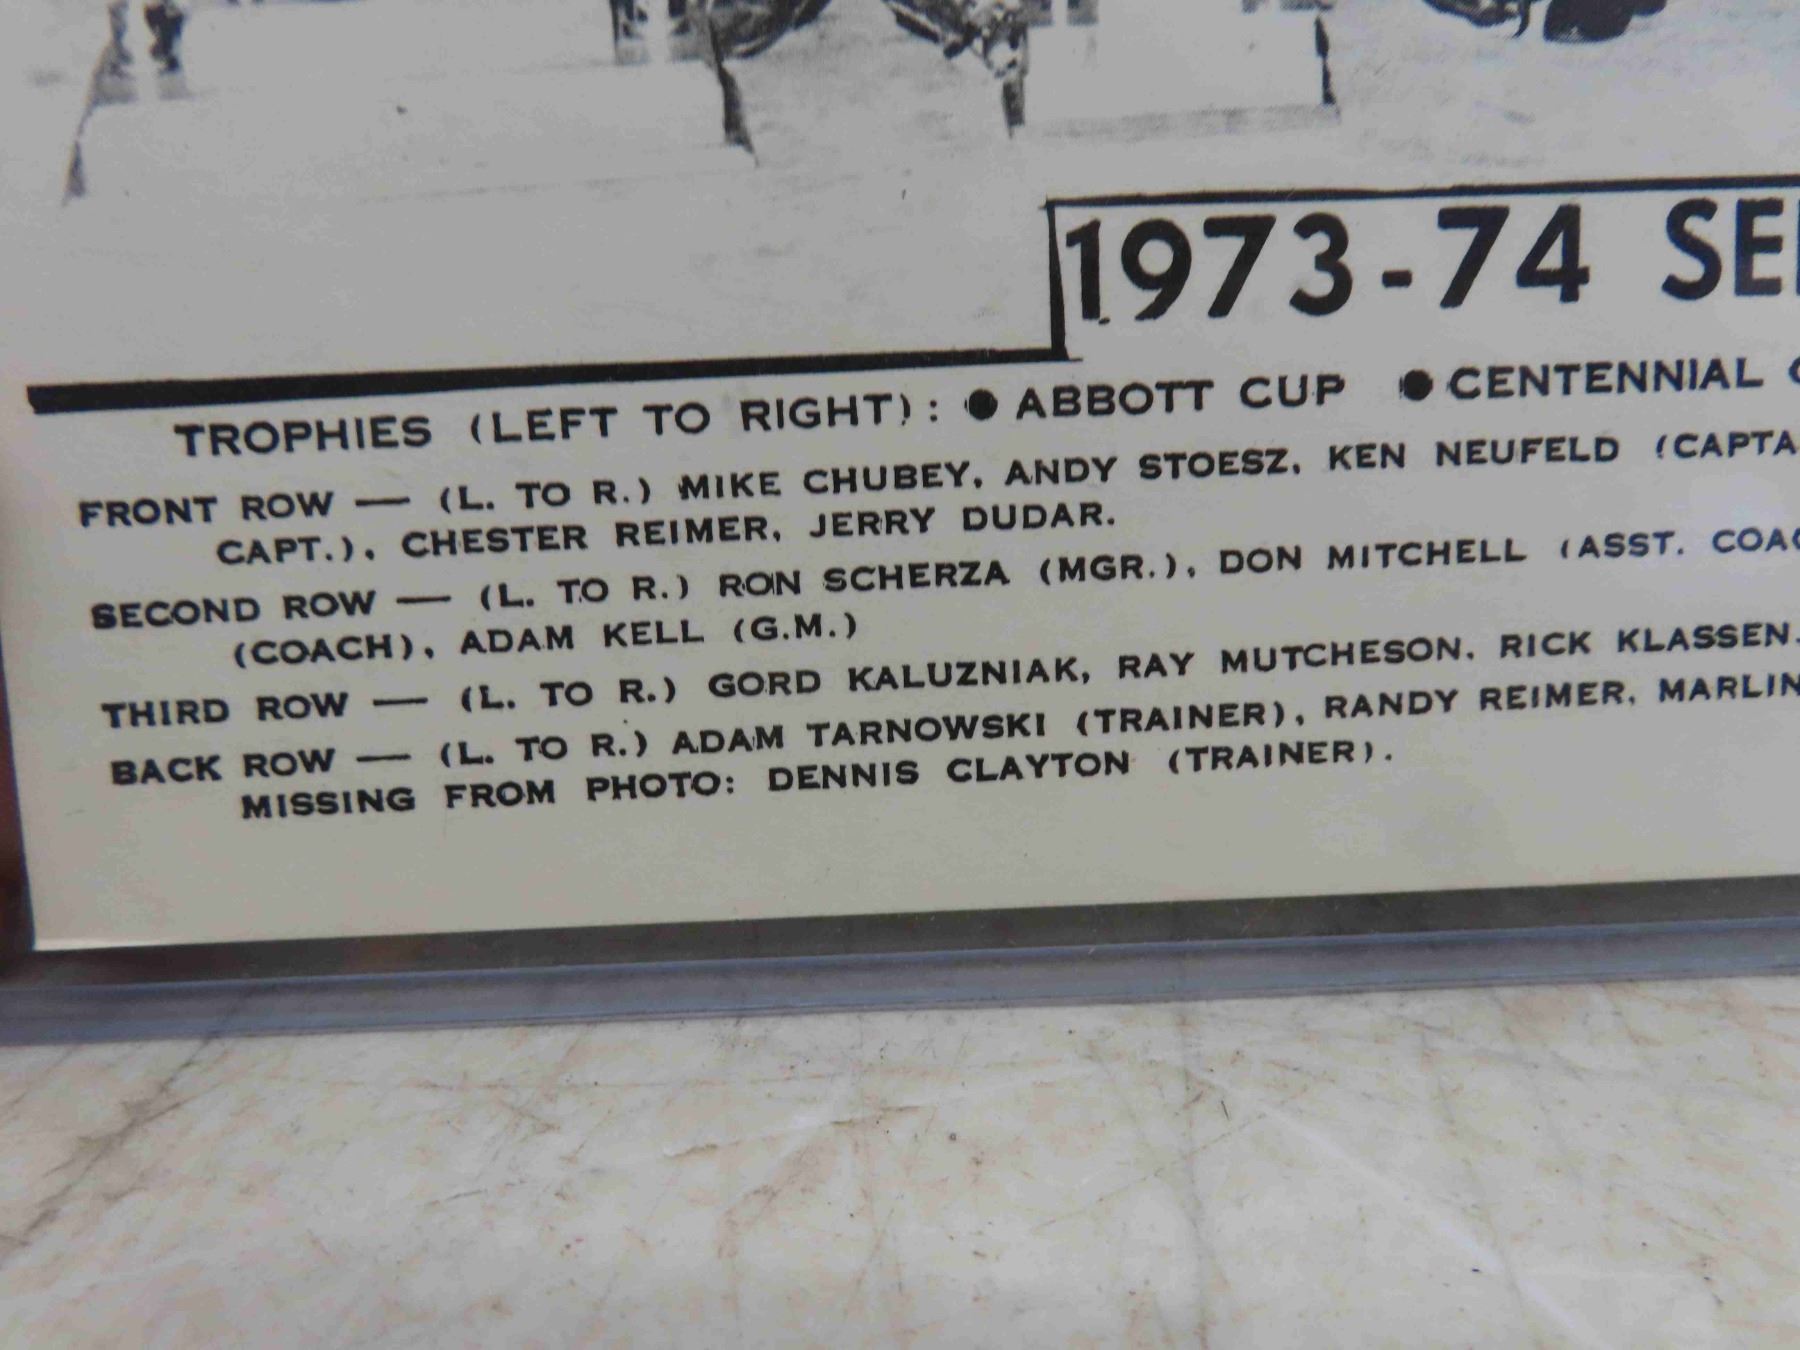 1973-74 SE
TROPHIES (LEFT TO RIGHT): ● ABBOTT CUP ● CENTENNIAL
FRONT ROW — (L. TO R.) MIKE CHUBEY, ANDY STOESZ, KEN NEUFELD (CAPTA
CAPT.), CHESTER REIMER, JERRY DUDAR.
SECOND ROW — (L. TO R.) RON SCHERZA (MGR.), DON MITCHELL (ASST. COAC
(COACH), ADAM KELL (G.M.)
THIRD ROW — (L. TO R.) GORD KALUZNIAK, RAY MUTCHESON, RICK KLASSEN,
BACK ROW — (L. TO R.) ADAM TARNOWSKI (TRAINER), RANDY REIMER, MARLIN
MISSING FROM PHOTO: DENNIS CLAYTON (TRAINER).